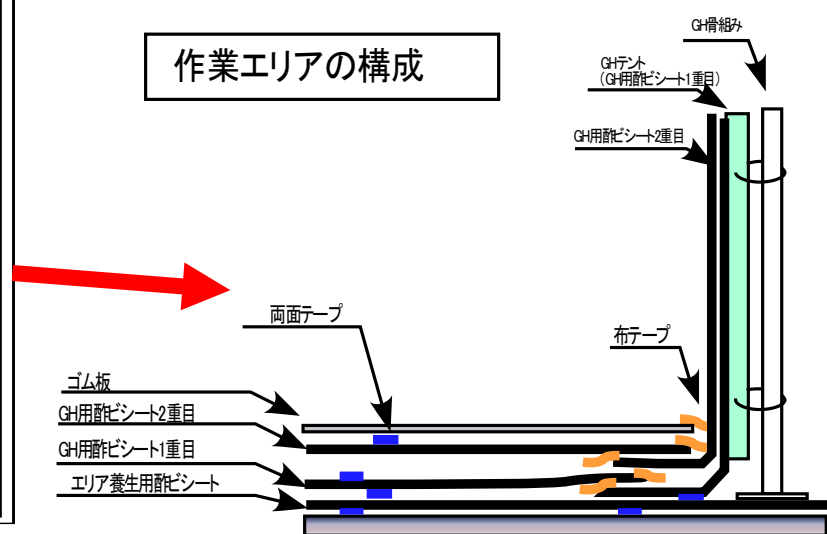 作業エリアの構成
GH骨組み
GHテント
(GH用酢ビシート1重目)
GH用酢ビシート2重目
両面テープ
布テープ
ゴム板
GH用酢ビシート2重目
GH用酢ビシート1重目
エリア養生用酢ビシート